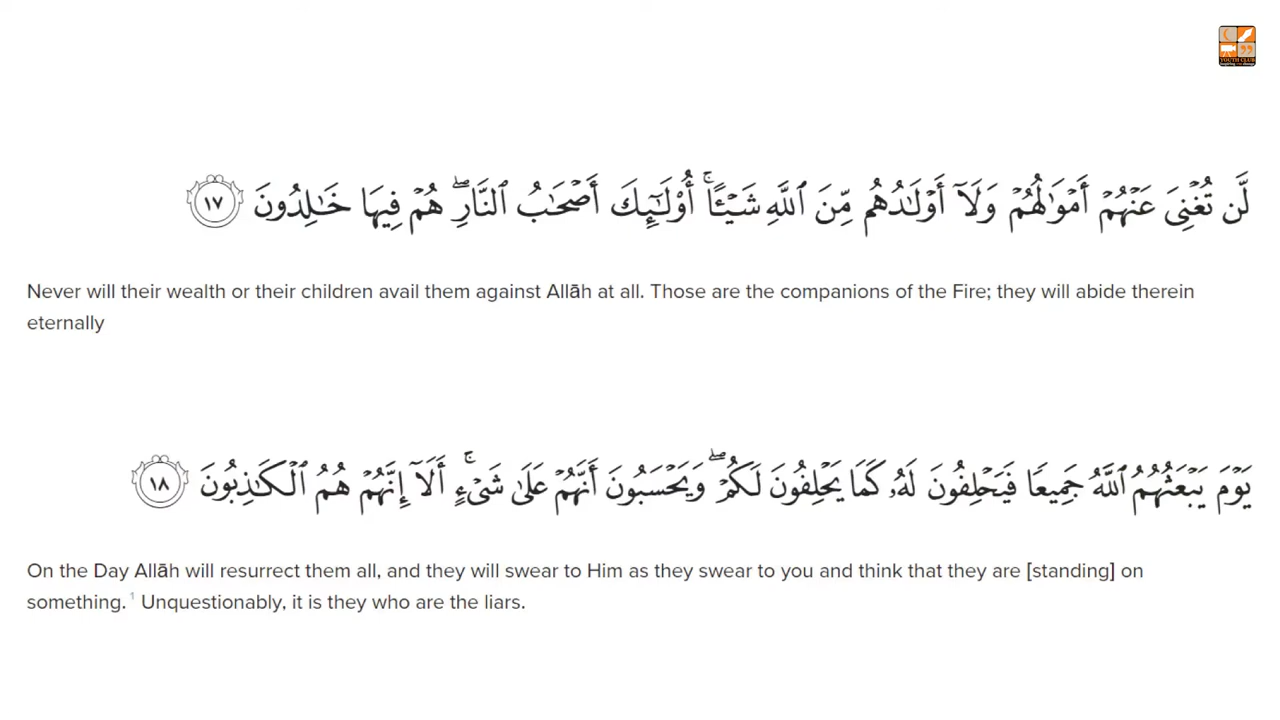 YOUTH CLUB
لَّن تُغْنِىَ عَنْهُمْ أَمْوَٰلُهُمْ وَلَآ أَوْلَـٰدُهُم مِّنَ ٱللَّهِ شَيْـًٔا ۚ أُو۟لَـٰٓئِكَ أَصْحَـٰبُ ٱلنَّارِ ۖ هُمْ فِيهَا خَـٰلِدُونَ ١٧
Never will their wealth or their children avail them against Allāh at all. Those are the companions of the Fire; they will abide therein
eternally
يَوْمَ يَبْعَثُهُمُ ٱللَّهُ جَمِيعًا فَيَحْلِفُونَ لَهُۥ كَمَا يَحْلِفُونَ لَكُمْ ۖ وَيَحْسَبُونَ أَنَّهُمْ عَلَىٰ شَىْءٍ ۚ أَلَآ إِنَّهُمْ هُمُ ٱلْكَـٰذِبُونَ ١٨
On the Day Allāh will resurrect them all, and they will swear to Him as they swear to you and think that they are [standing] on
something.¹ Unquestionably, it is they who are the liars.